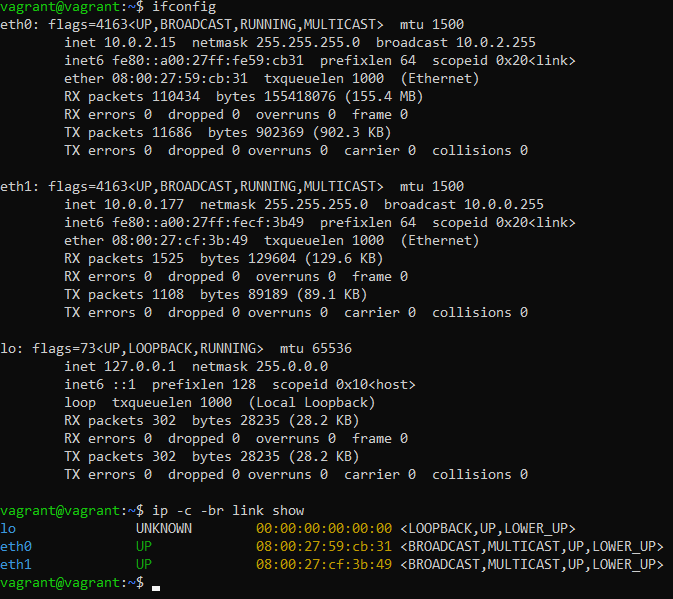 vagrant@vagrant:~$ ifconfig
eth0: flags=4163<UP,BROADCAST,RUNNING,MULTICAST>  mtu 1500
        inet 10.0.2.15  netmask 255.255.255.0  broadcast 10.0.2.255
        inet6 fe80::a00:27ff:fe59:cb31  prefixlen 64  scopeid 0x20<link>
        ether 08:00:27:59:cb:31  txqueuelen 1000  (Ethernet)
        RX packets 110434  bytes 155418076 (155.4 MB)
        RX errors 0  dropped 0  overruns 0  frame 0
        TX packets 11686  bytes 902369 (902.3 KB)
        TX errors 0  dropped 0 overruns 0  carrier 0  collisions 0

eth1: flags=4163<UP,BROADCAST,RUNNING,MULTICAST>  mtu 1500
        inet 10.0.0.177  netmask 255.255.255.0  broadcast 10.0.0.255
        inet6 fe80::a00:27ff:fecf:3b49  prefixlen 64  scopeid 0x20<link>
        ether 08:00:27:cf:3b:49  txqueuelen 1000  (Ethernet)
        RX packets 1525  bytes 129604 (129.6 KB)
        RX errors 0  dropped 0  overruns 0  frame 0
        TX packets 1108  bytes 89189 (89.1 KB)
        TX errors 0  dropped 0 overruns 0  carrier 0  collisions 0

lo: flags=73<UP,LOOPBACK,RUNNING>  mtu 65536
        inet 127.0.0.1  netmask 255.0.0.0
        inet6 ::1  prefixlen 128  scopeid 0x10<host>
        loop  txqueuelen 1000  (Local Loopback)
        RX packets 302  bytes 28235 (28.2 KB)
        RX errors 0  dropped 0  overruns 0  frame 0
        TX packets 302  bytes 28235 (28.2 KB)
        TX errors 0  dropped 0 overruns 0  carrier 0  collisions 0

vagrant@vagrant:~$ ip -c -br link show
lo               UNKNOWN        00:00:00:00:00:00 <LOOPBACK,UP,LOWER_UP>
eth0             UP             08:00:27:59:cb:31 <BROADCAST,MULTICAST,UP,LOWER_UP>
eth1             UP             08:00:27:cf:3b:49 <BROADCAST,MULTICAST,UP,LOWER_UP>
vagrant@vagrant:~$